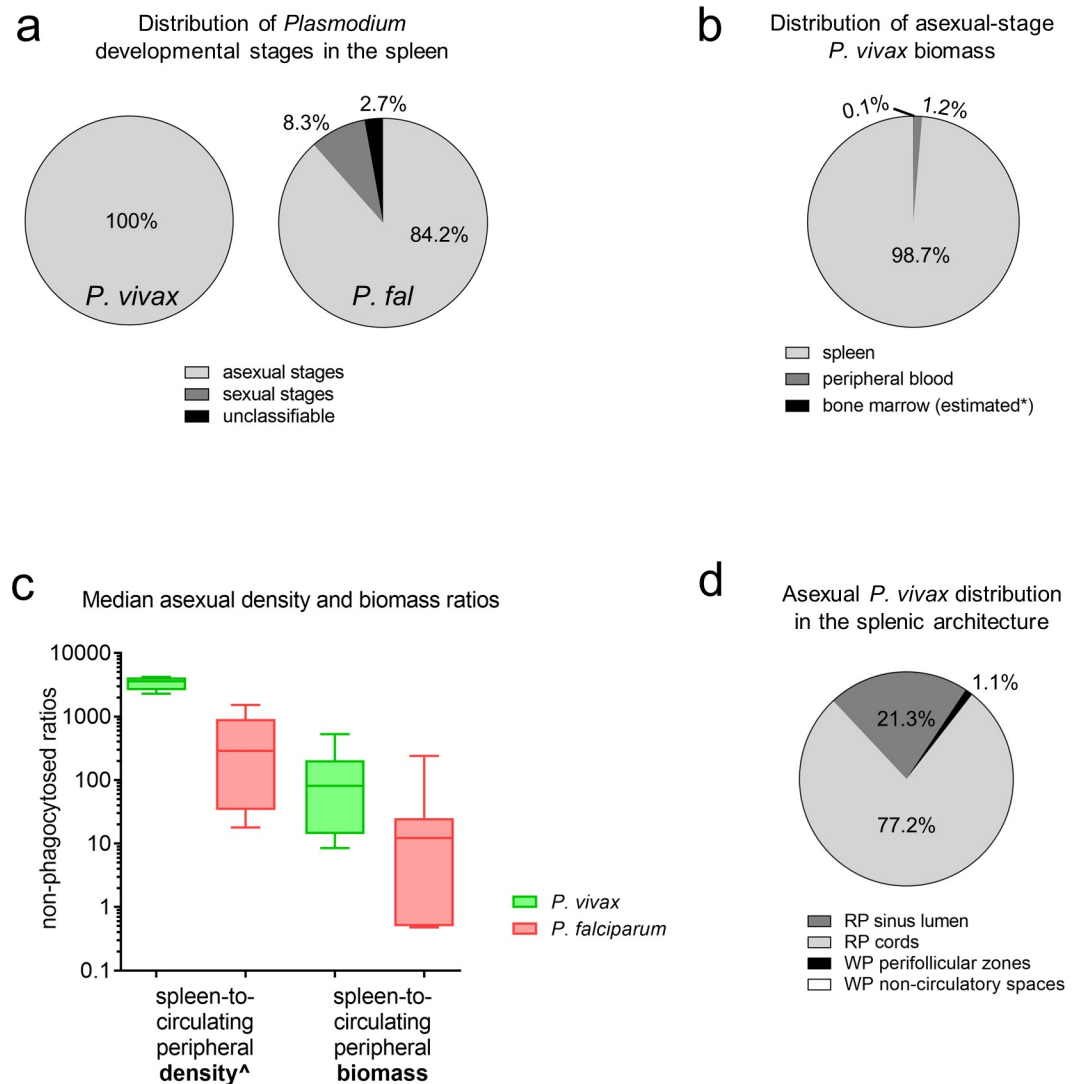 a
Distribution of Plasmodium
developmental stages in the spleen
100%
P. vivax
2.7%
8.3%
84.2%
P. fal
asexual stages
sexual stages
unclassifiable
b
Distribution of asexual-stage
P. vivax biomass
0.1%
1.2%
98.7%
spleen
peripheral blood
bone marrow (estimated*)
c
Median asexual density and biomass ratios
non-phagocytosed ratios
10000
1000
100
10
1
0.1
spleen-to-
circulating
peripheral
density^
spleen-to-
circulating
peripheral
biomass
P. vivax
P. falciparum
d
Asexual P. vivax distribution
in the splenic architecture
1.1%
21.3%
77.2%
RP sinus lumen
RP cords
WP perifollicular zones
WP non-circulatory spaces